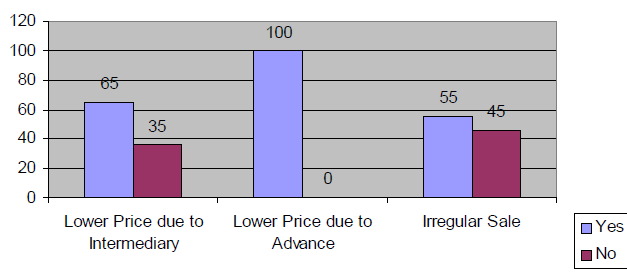 120
100
80
60
40
20
0
65
35
100
0
55
45
Lower Price due to
Intermediary
Lower Price due to
Advance
Irregular Sale
Yes
No